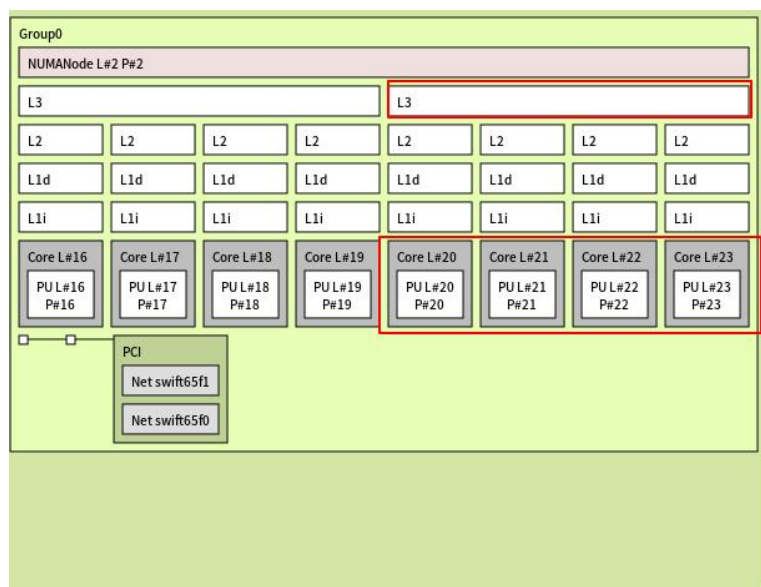 Group0
NUMANode L#2 P#2
L3 L3
L2 L2 L2 L2 L2 L2 L2 L2
L1d L1d L1d L1d L1d L1d L1d L1d
L1i L1i L1i L1i L1i L1i L1i L1i
Core L#16 Core L#17 Core L#18 Core L#19 Core L#20 Core L#21 Core L#22 Core L#23
PU L#16 PU L#17 PU L#18 PU L#19 PU L#20 PU L#21 PU L#22 PU L#23
P#16 P#17 P#18 P#19 P#20 P#21 P#22 P#23
PCI
Net swift65f1
Net swift65f0